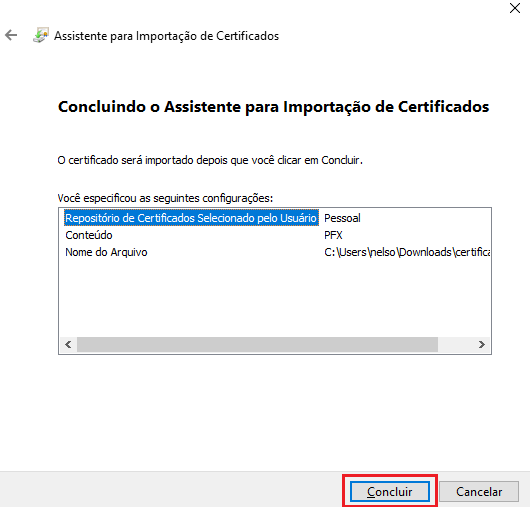 Assistente para Importação de Certificados
Concluindo o Assistente para Importação de Certificados
O certificado será importado depois que você clicar em Concluir.
Você especificou as seguintes configurações:
Repositório de Certificados Selecionado pelo Usuário Pessoal
Conteúdo PFX
Nome do Arquivo C:\Users\nelso\Downloads\certifica
Concluir Cancelar